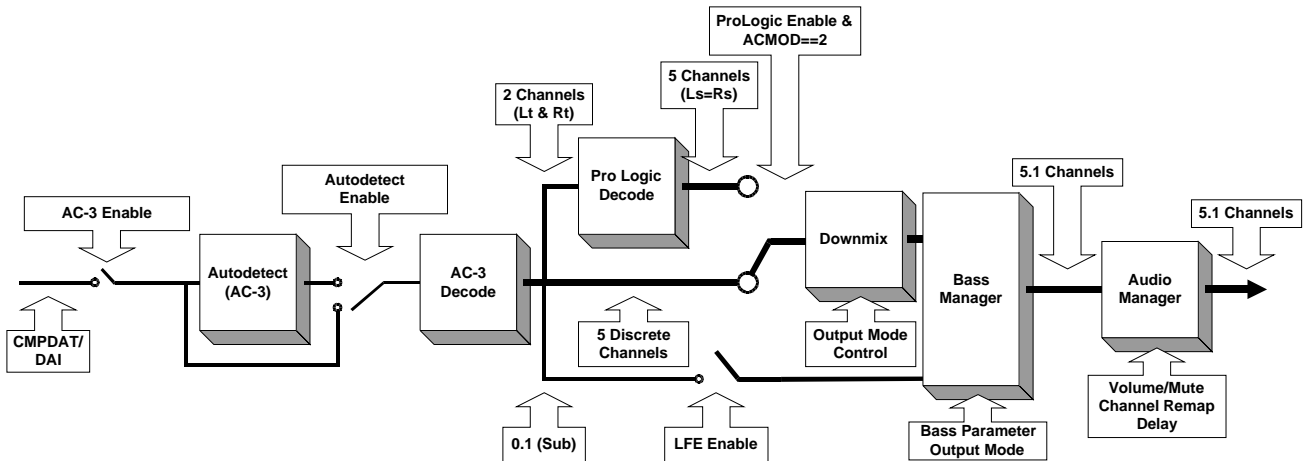 ProLogic Enable &
ACMOD==2
5 Channels
(Ls=Rs)
2 Channels
(Lt & Rt)
Pro Logic
Decode
Autodetect
Enable
AC-3 Enable
5.1 Channels
5.1 Channels
Downmix
Autodetect
(AC-3)
AC-3
Decode
Bass
Manager
Audio
Manager
CMPDAT/
DAI
5 Discrete
Channels
Output Mode
Control
Volume/Mute
Channel Remap
Delay
0.1 (Sub)
LFE Enable
Bass Parameter
Output Mode